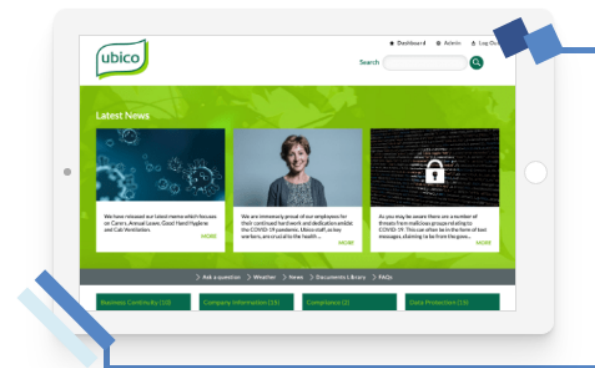 ubico
Dashboard Admin Log Out
Search
Latest News
We have released our latest memo which focuses
on Carers, Annual Leave, Good Hand Hygiene
and Cab Ventilation.
MORE
We are immensely proud of our employees for
their continued hard work and dedication amidst
the COVID-19 pandemic. Ubico staff, as key
workers, are crucial to the health ...
MORE
As you may be aware there are a number of
threats from malicious groups relating to
COVID-19. This can often be in the form of text
messages, claiming to be from the gove...
MORE
> Ask a question > Weather > News > Documents Library > FAQs
Business Continuity (10) Company Information (15) Compliance (2) Data Protection (15)